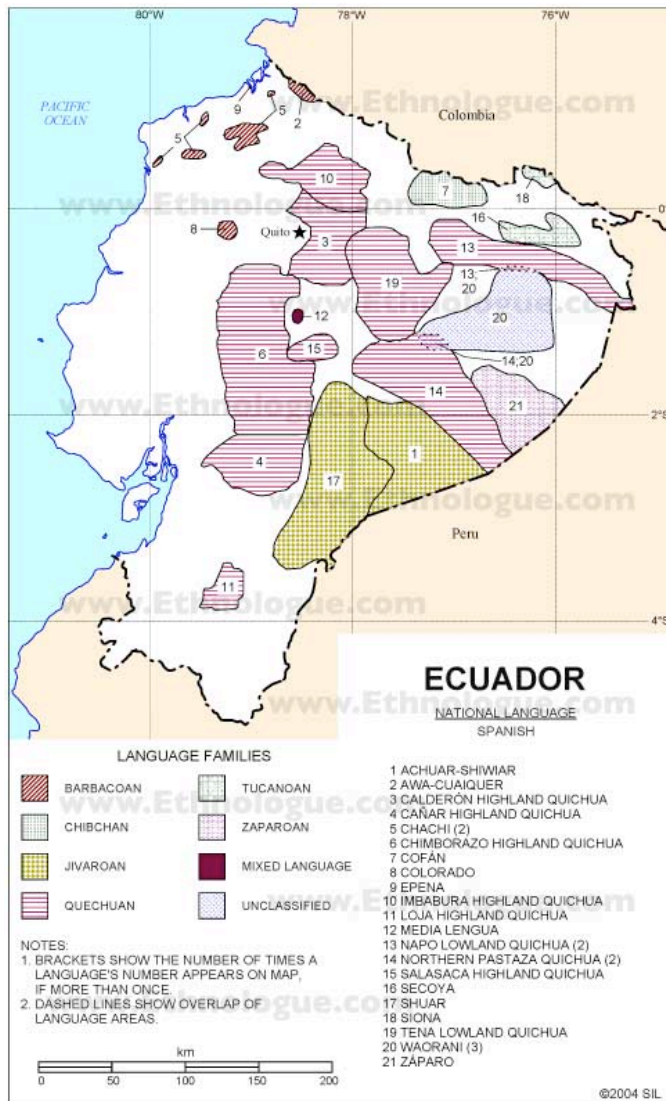 80°W
78°W
76°W
www.Ethnologue.com
PACIFIC
OCEAN
9
5
5
2
Colombia
10
7
18
0°
16
8
Quito
3
13
19
13;
20
20
12
6
15
14;20
14
21
2°S
1
4
17
Peru
www.Ethnologue.com
11
www.Ethnologue.com
4°S
ECUADOR
NATIONAL LANGUAGE
SPANISH
LANGUAGE FAMILIES
BARBACOAN
TUCANOAN
CHIBCHAN
ZAPAROAN
JIVAROAN
MIXED LANGUAGE
QUECHUAN
UNCLASSIFIED
NOTES:
1. BRACKETS SHOW THE NUMBER OF TIMES A
LANGUAGE'S NUMBER APPEARS ON MAP,
IF MORE THAN ONCE.
2. DASHED LINES SHOW OVERLAP OF
LANGUAGE AREAS.
km
0 50 100 150 200
1 ACHUAR-SHIWIAR
2 AWA-CUAIQUER
3 CALDERÓN HIGHLAND QUICHUA
4 CAÑAR HIGHLAND QUICHUA
5 CHACHI (2)
6 CHIMBORAZO HIGHLAND QUICHUA
7 COFÁN
8 COLORADO
9 EPENA
10 IMBABURA HIGHLAND QUICHUA
11 LOJA HIGHLAND QUICHUA
12 MEDIA LENGUA
13 NAPO LOWLAND QUICHUA (2)
14 NORTHERN PASTAZA QUICHUA (2)
15 SALASACA HIGHLAND QUICHUA
16 SECOYA
17 SHUAR
18 SIONA
19 TENA LOWLAND QUICHUA
20 WAORANI (3)
21 ZÁPARO
©2004 SIL